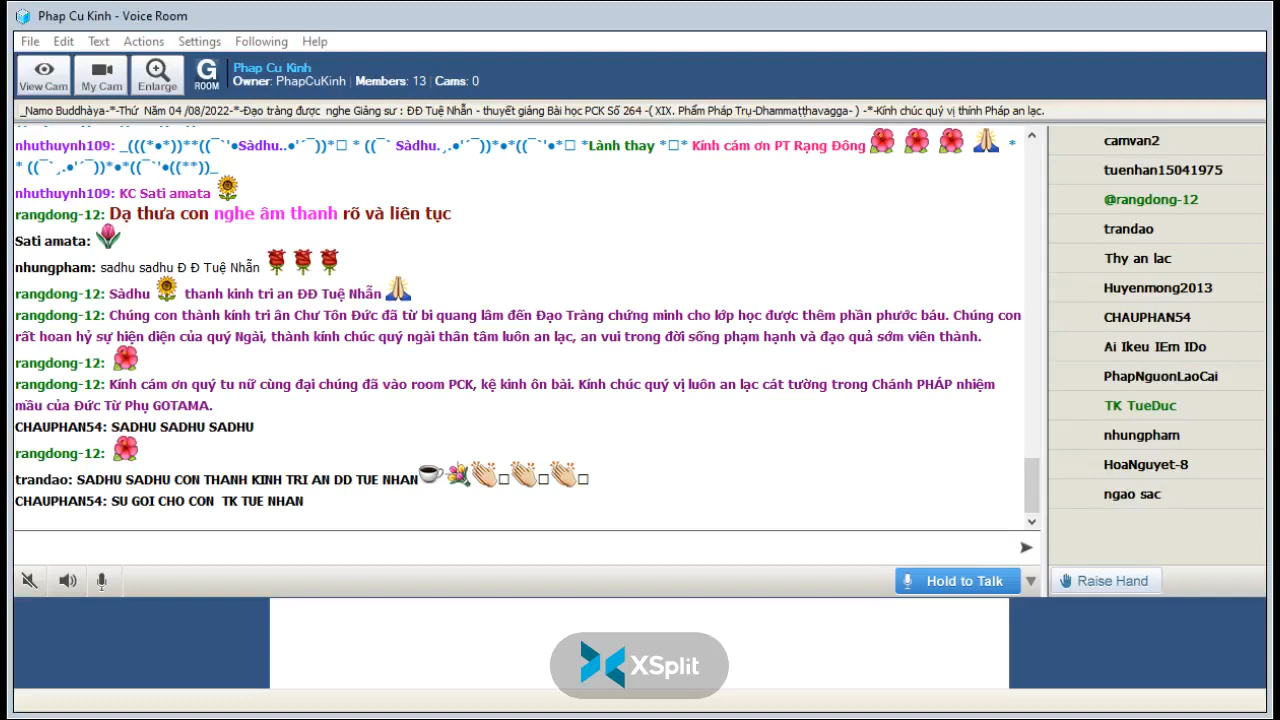 Phap Cu Kinh - Voice Room
File Edit Text Actions Settings Following Help
View Cam My Cam Enlarge G ROOM Phap Cu Kinh
Owner: PhapCuKinh | Members: 13 | Cams: 0
_Namo Buddhàya-*-Thứ Năm 04 /08/2022-*-Đạo tràng được nghe Giảng sư : ĐĐ Tuệ Nhẫn - thuyết giảng Bài học PCK Số 264 -( XIX. Phẩm Pháp Trụ-Dhammaṭṭhavagga- ) -*-Kính chúc quý vị thính Pháp an lạc.
nhuthuynh109: _(((*•*))**((¯`'•Sàdhu..•'´¯))*□ * ((¯` Sàdhu.¸.•'´¯))*•*((¯`'•*□ *Lành thay *□* Kính cám ơn PT Rạng Đông *
* ((¯`¸.•'´¯))*•*((¯`'•((**))_
nhuthuynh109: KC Sati amata
rangdong-12: Dạ thưa con nghe âm thanh rõ và liên tục
Sati amata:
nhungpham: sadhu sadhu Đ Đ Tuệ Nhẫn
rangdong-12: Sàdhu thanh kinh tri an ĐĐ Tuệ Nhẫn
rangdong-12: Chúng con thành kính tri ân Chư Tôn Đức đã từ bi quang lâm đến Đạo Tràng chứng minh cho lớp học được thêm phần phước báu. Chúng con
rất hoan hỷ sự hiện diện của quý Ngài, thành kính chúc quý ngài thân tâm luôn an lạc, an vui trong đời sống phạm hạnh và đạo quả sớm viên thành.
rangdong-12:
rangdong-12: Kính cám ơn quý tu nữ cùng đại chúng đã vào room PCK, kệ kinh ôn bài. Kính chúc quý vị luôn an lạc cát tường trong Chánh PHÁP nhiệm
mầu của Đức Từ Phụ GOTAMA.
CHAUPHAN54: SADHU SADHU SADHU
rangdong-12:
trandao: SADHU SADHU CON THANH KINH TRI AN DD TUE NHAN
CHAUPHAN54: SU GOI CHO CON TK TUE NHAN
camvan2
tuenhan15041975
@rangdong-12
trandao
Thy an lac
Huyenmong2013
CHAUPHAN54
Ai Ikeu IEm IDo
PhapNguonLaoCai
TK TueDuc
nhungpham
HoaNguyet-8
ngao sac
Hold to Talk
Raise Hand
XSplit